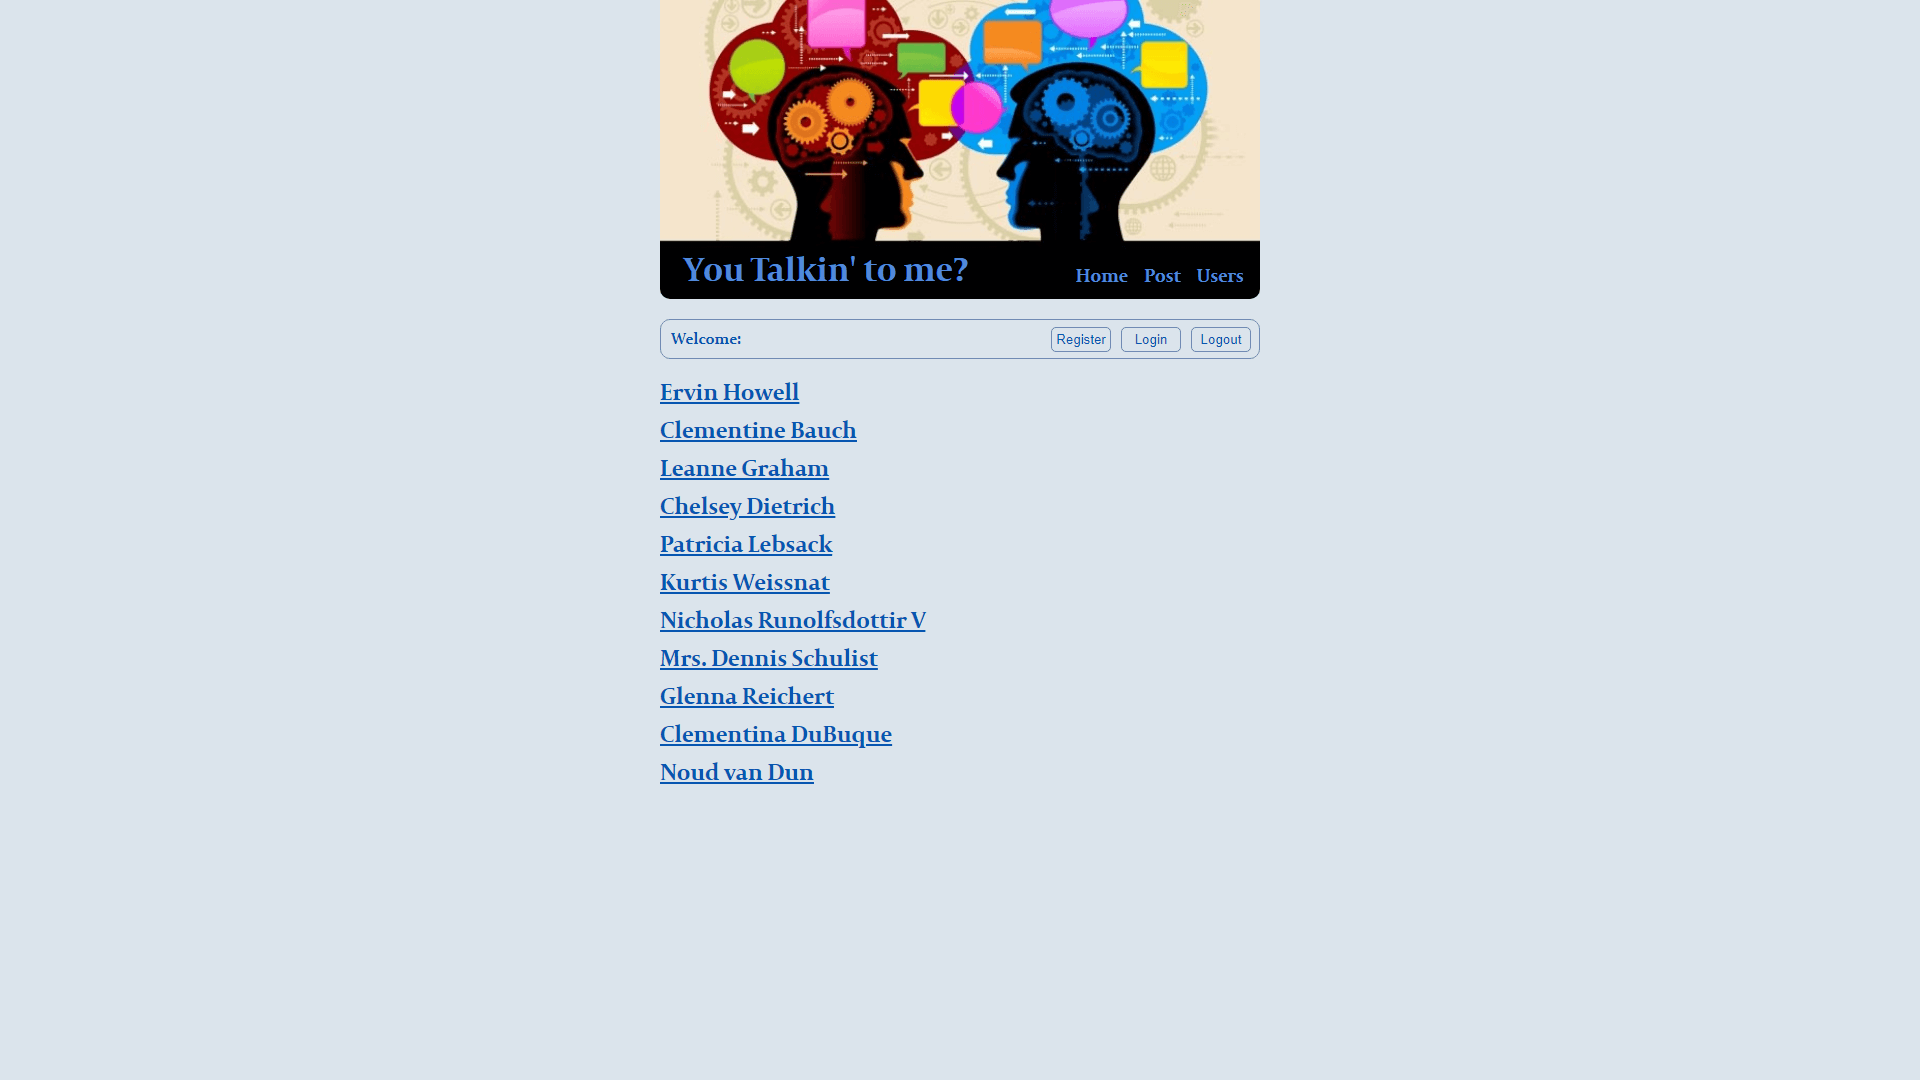 You Talkin' to me?
Home Post Users
Welcome:
Register Login Logout
Ervin Howell
Clementine Bauch
Leanne Graham
Chelsey Dietrich
Patricia Lebsack
Kurtis Weissnat
Nicholas Runolfsdottir V
Mrs. Dennis Schulist
Glenna Reichert
Clementina DuBuque
Noud van Dun